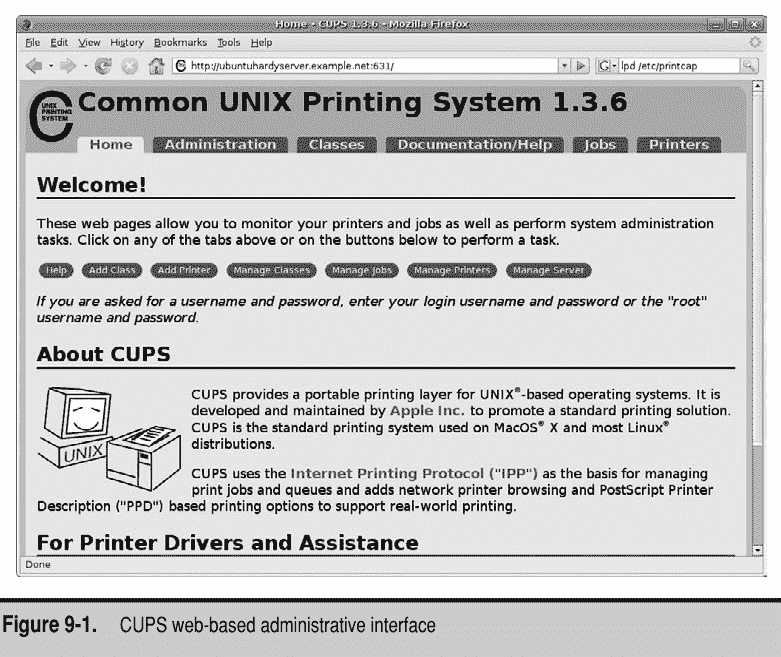 Home - CUPS 1.3.6 - Mozilla Firefox
File Edit View History Bookmarks Tools Help
http://ubuntuhardyserver.example.net:631/
G lpd /etc/printcap
UNIX PRINTING SYSTEM
Common UNIX Printing System 1.3.6
Home Administration Classes Documentation/Help Jobs Printers
Welcome!
These web pages allow you to monitor your printers and jobs as well as perform system administration
tasks. Click on any of the tabs above or on the buttons below to perform a task.
Help Add Class Add Printer Manage Classes Manage Jobs Manage Printers Manage Server
If you are asked for a username and password, enter your login username and password or the "root"
username and password.
About CUPS
UNIX
CUPS provides a portable printing layer for UNIX®-based operating systems. It is
developed and maintained by Apple Inc. to promote a standard printing solution.
CUPS is the standard printing system used on MacOS® X and most Linux®
distributions.
CUPS uses the Internet Printing Protocol ("IPP") as the basis for managing
print jobs and queues and adds network printer browsing and PostScript Printer
Description ("PPD") based printing options to support real-world printing.
For Printer Drivers and Assistance
Done
Figure 9-1. CUPS web-based administrative interface